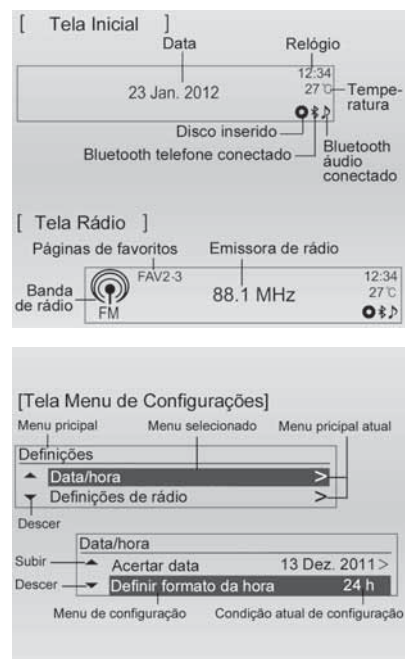 [ Tela Inicial ]
Data
Relógio
12:34
23 Jan. 2012
27 °C
Tempe-
ratura
Disco inserido
Bluetooth telefone conectado
Bluetooth
áudio
conectado
[ Tela Rádio ]
Páginas de favoritos
Emissora de rádio
Banda
de rádio
FM
FAV2-3
88.1 MHz
12:34
27 °C
[Tela Menu de Configurações]
Menu pricipal
Menu selecionado
Menu pricipal atual
Definições
Data/hora >
Definições de rádio >
Descer
Data/hora
Subir
Acertar data 13 Dez. 2011 >
Descer
Definir formato da hora 24 h
Menu de configuração
Condição atual de configuração